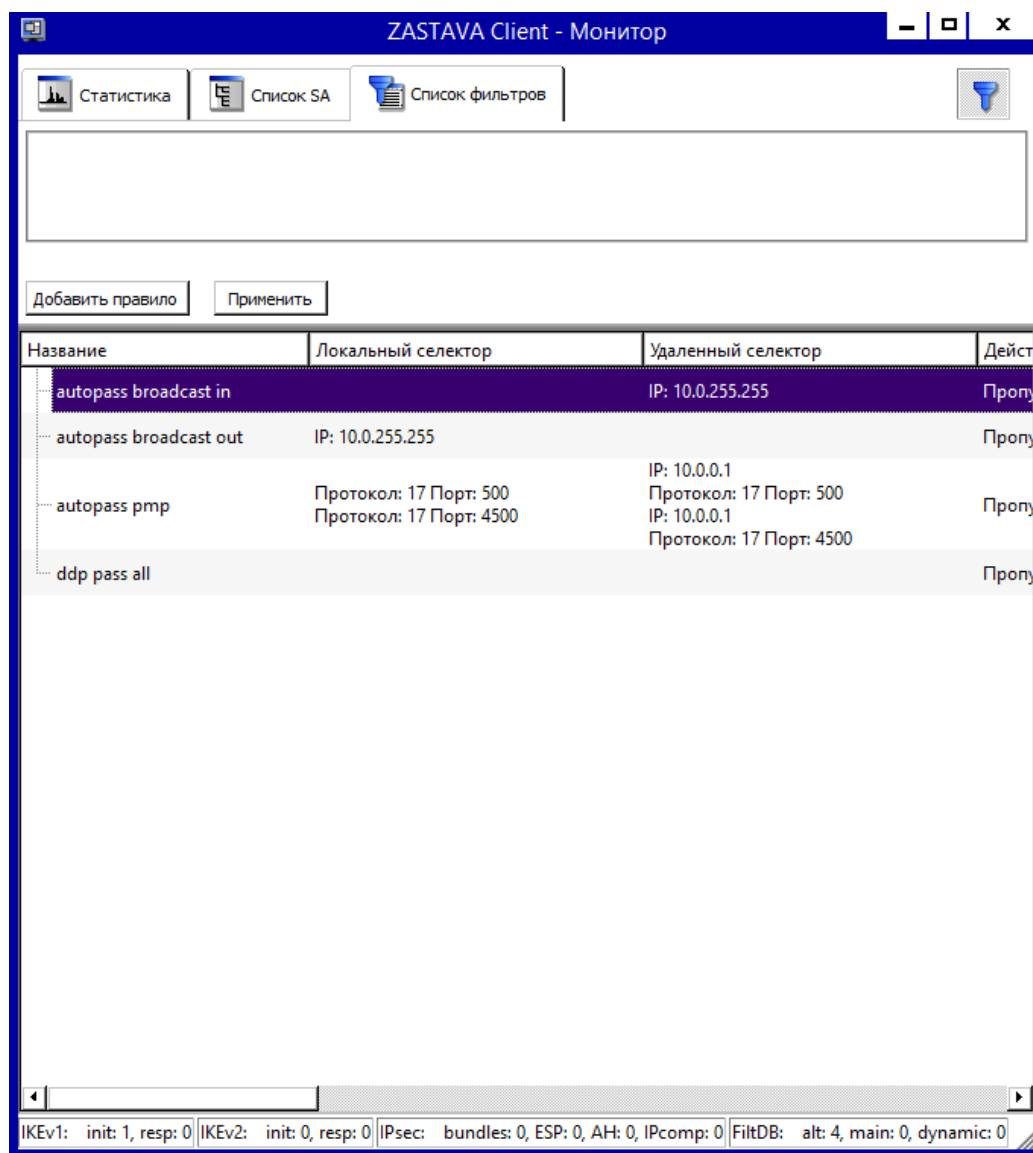 ZASTAVA Client - Монитор
Статистика
Список SA
Список фильтров
Добавить правило
Применить
Название Локальный селектор Удаленный селектор Дейст
autopass broadcast in IP: 10.0.255.255 Пропу
autopass broadcast out IP: 10.0.255.255 Пропу
IP: 10.0.0.1
Протокол: 17 Порт: 500 Протокол: 17 Порт: 500
autopass pmp Пропу
Протокол: 17 Порт: 4500 IP: 10.0.0.1
Протокол: 17 Порт: 4500
ddp pass all Пропу
IKEv1: init: 1, resp: 0 IKEv2: init: 0, resp: 0 IPsec: bundles: 0, ESP: 0, AH: 0, IPcomp: 0 FiltDB: alt: 4, main: 0, dynamic: 0